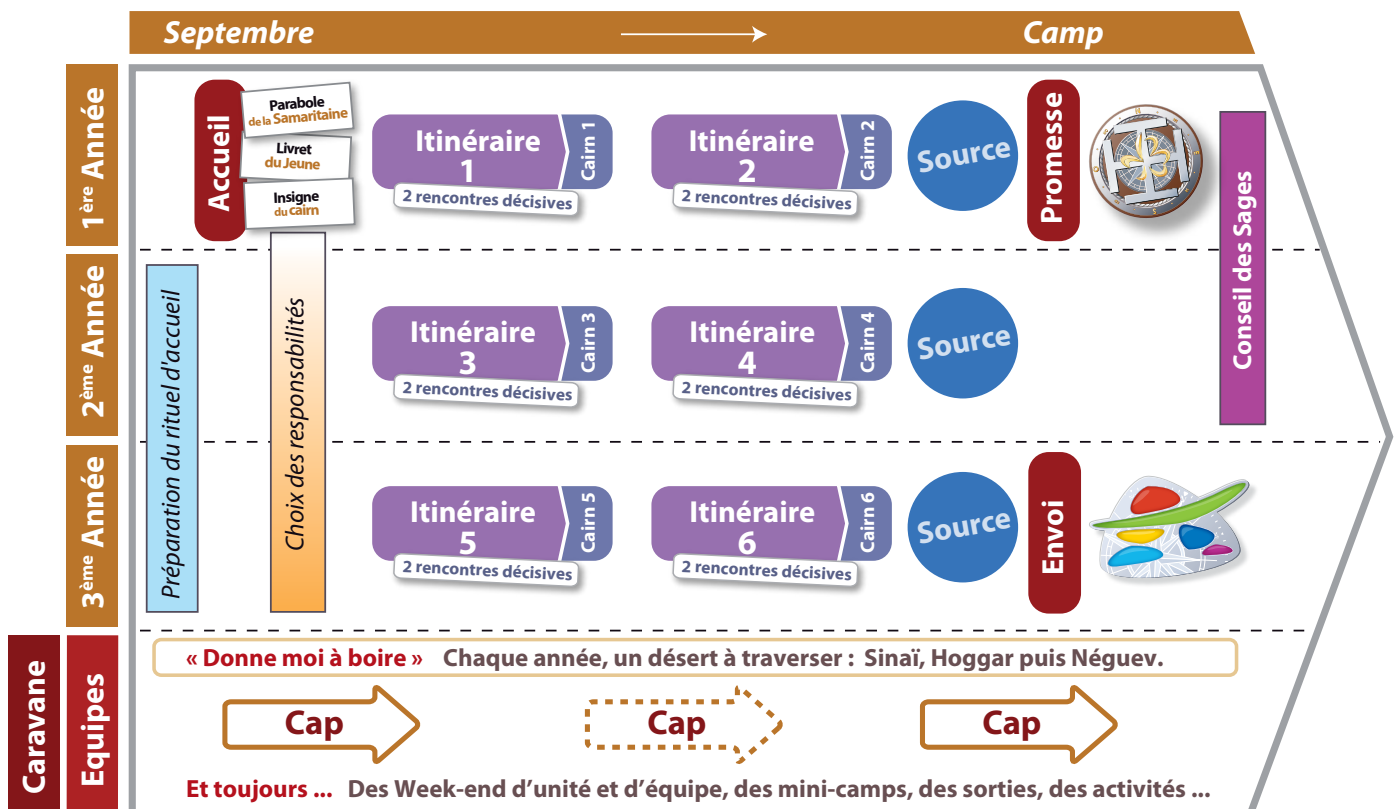 Septembre
Camp
1ère Année
Accueil
Parabole
de la Samaritaine
Livret
du Jeune
Insigne
du cairn
Itinéraire
1
Cairn 1
2 rencontres décisives
Itinéraire
2
Cairn 2
2 rencontres décisives
Source
Promesse
Conseil des Sages
2ème Année
Préparation du rituel d'accueil
Choix des responsabilités
Itinéraire
3
Cairn 3
2 rencontres décisives
Itinéraire
4
Cairn 4
2 rencontres décisives
Source
3ème Année
Itinéraire
5
Cairn 5
2 rencontres décisives
Itinéraire
6
Cairn 6
2 rencontres décisives
Source
Envoi
Caravane
Equipes
« Donne moi à boire » Chaque année, un désert à traverser : Sinaï, Hoggar puis Néguev.
Cap
Cap
Cap
Et toujours ... Des Week-end d’unité et d’équipe, des mini-camps, des sorties, des activités ...